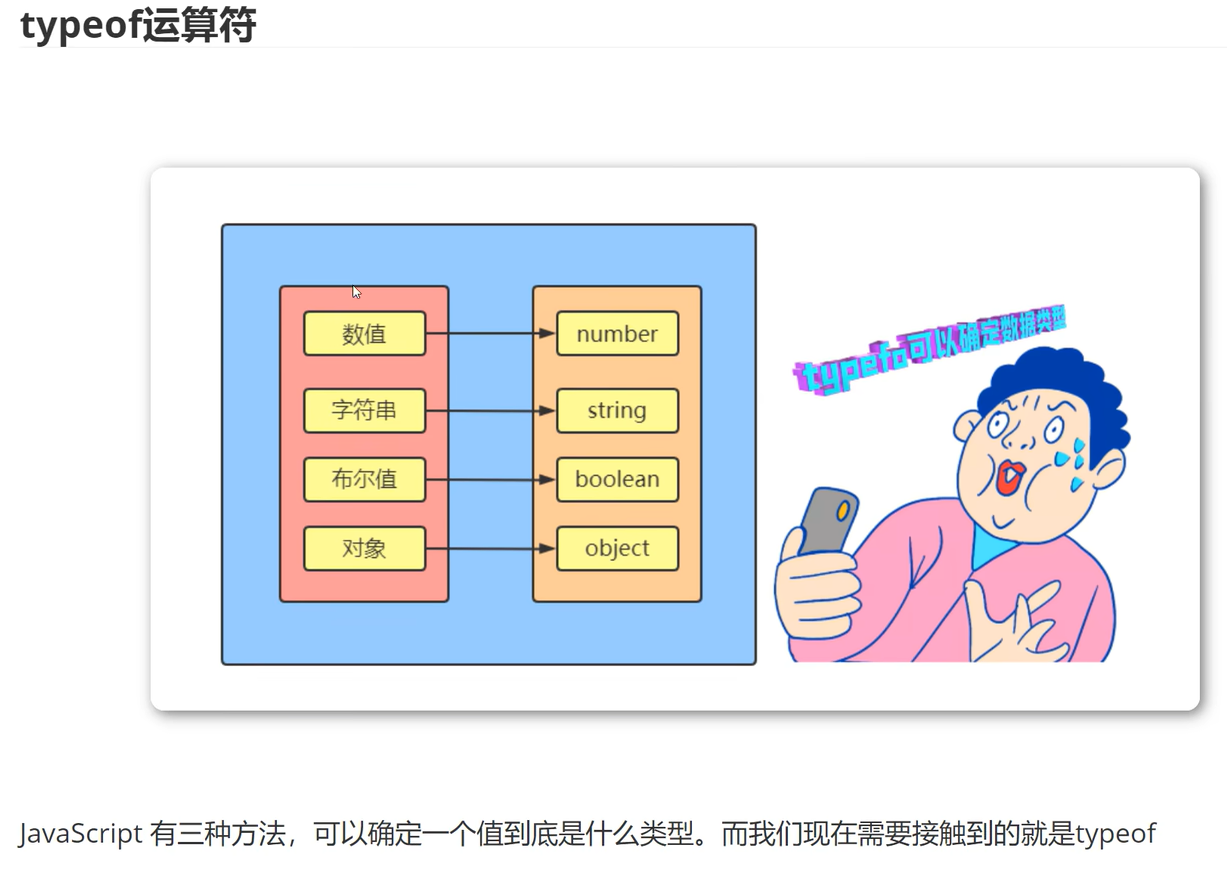 typeof运算符
数值
number
字符串
string
布尔值
boolean
对象
object
typefo可以确定数据类型
JavaScript 有三种方法，可以确定一个值到底是什么类型。而我们现在需要接触到的就是typeof